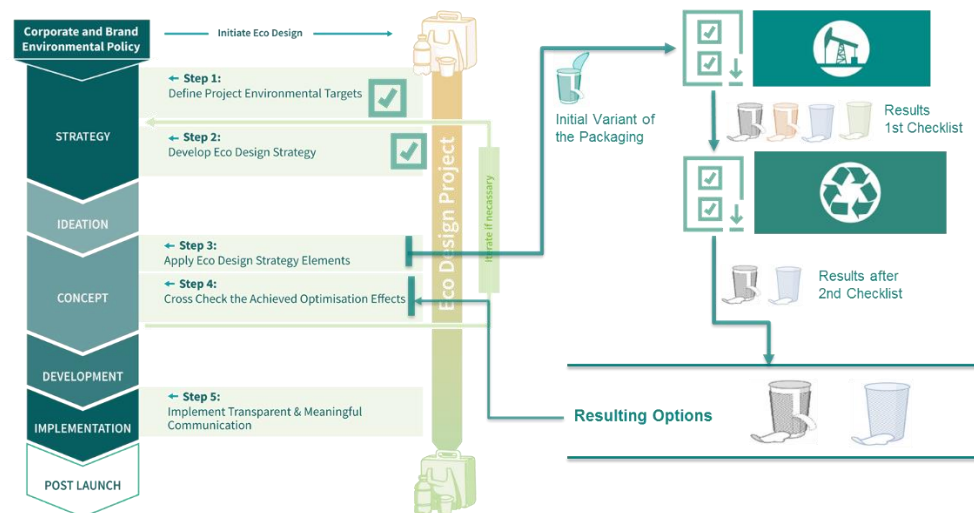 Corporate and Brand
Environmental Policy
Initiate Eco Design
← Step 1:
Define Project Environmental Targets
STRATEGY
← Step 2:
Develop Eco Design Strategy
IDEATION
← Step 3:
Apply Eco Design Strategy Elements
CONCEPT
← Step 4:
Cross Check the Achieved Optimisation Effects
DEVELOPMENT
← Step 5:
Implement Transparent & Meaningful
Communication
IMPLEMENTATION
POST LAUNCH
Eco Design Project
Iterate if necassary
Initial Variant of
the Packaging
Results
1st Checklist
Results after
2nd Checklist
Resulting Options